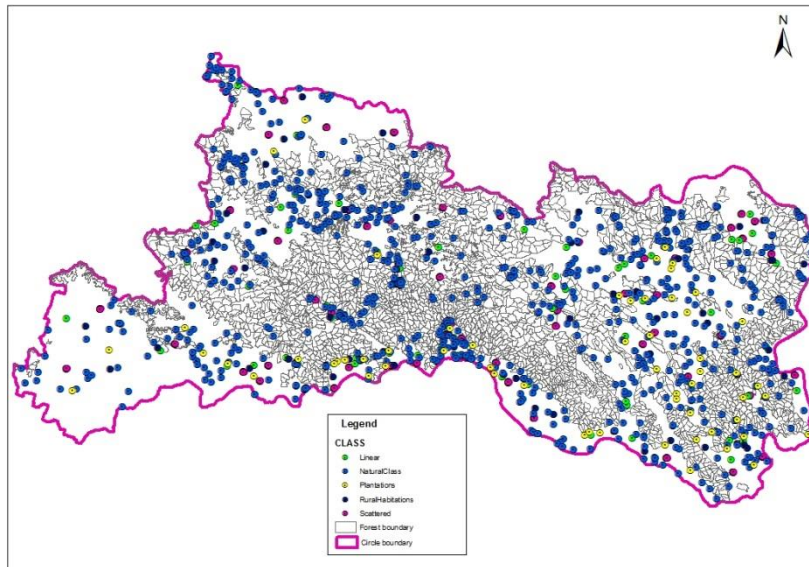 N
Legend
CLASS
Linear
NaturalClass
Plantations
RuralHabitations
Scattered
Forest boundary
Circle boundary